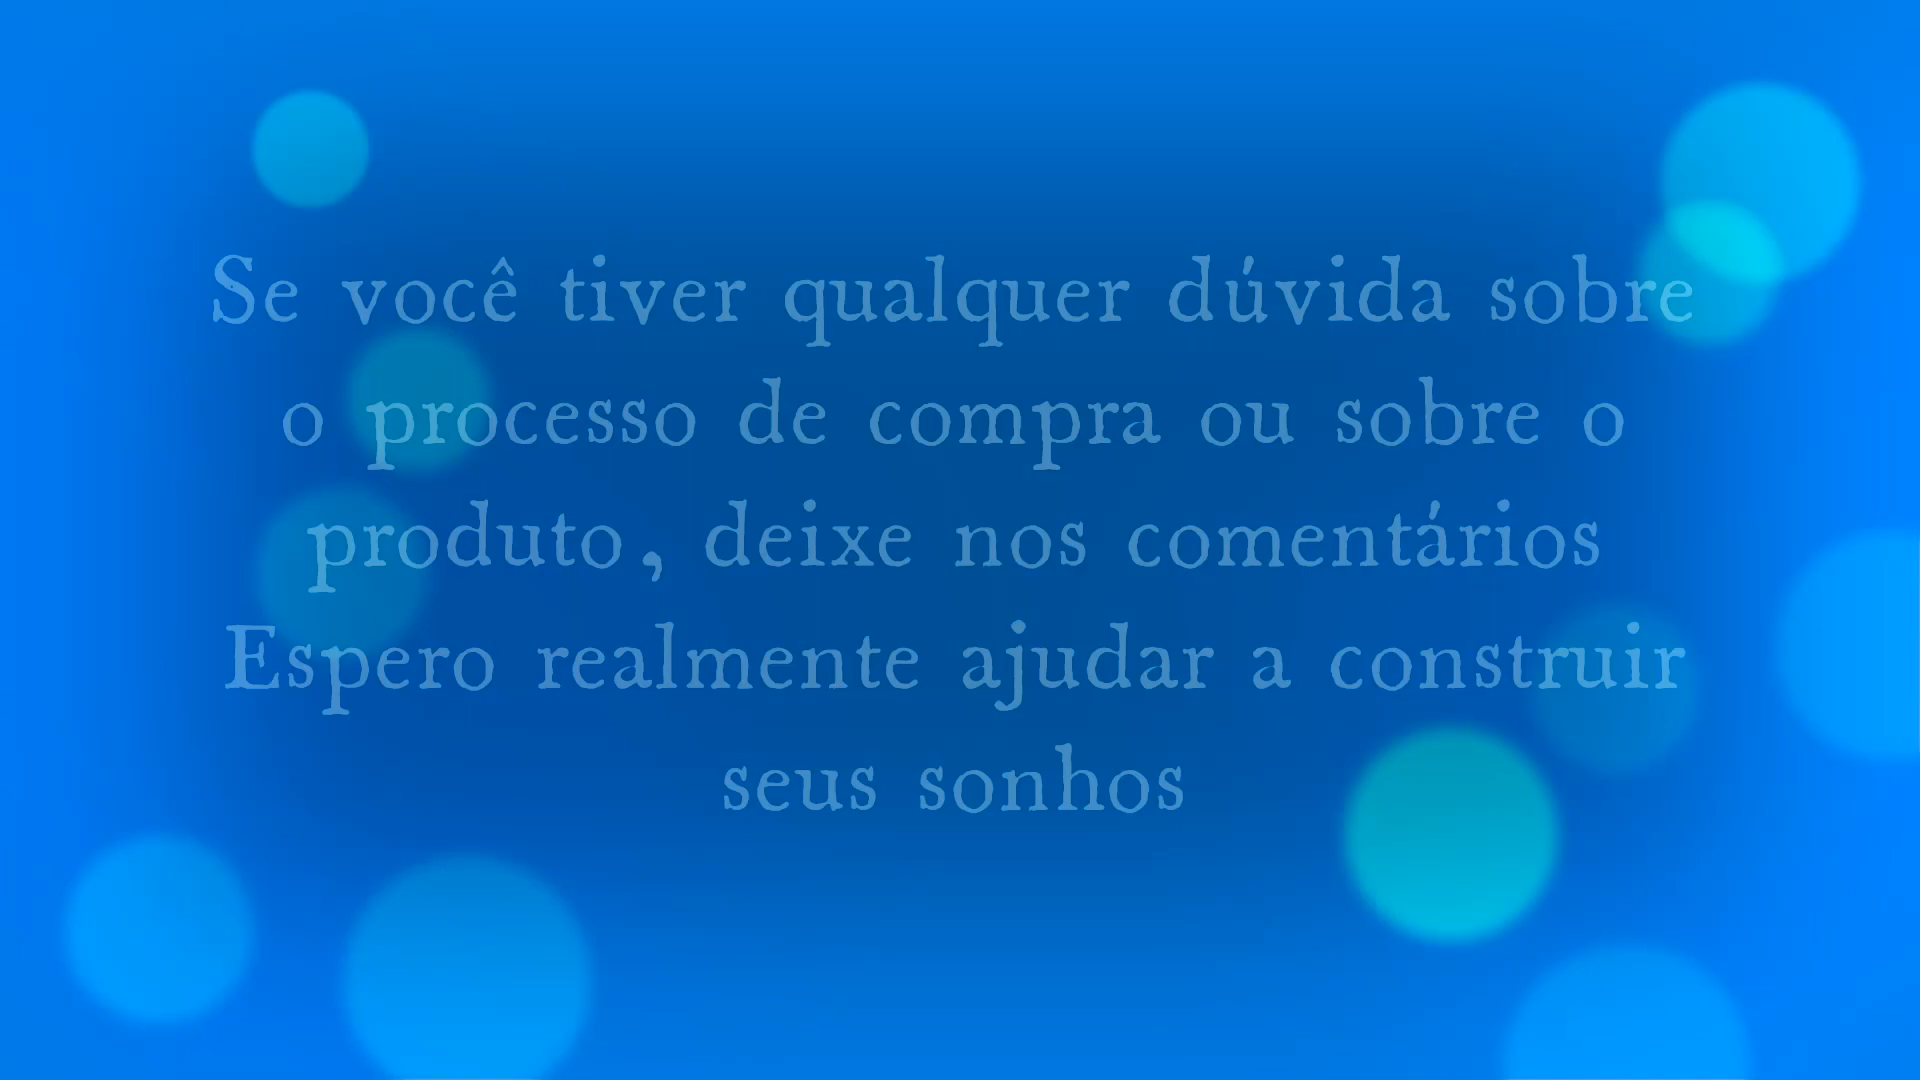 Se você tiver qualquer dúvida sobre
o processo de compra ou sobre o
produto, deixe nos comentários
Espero realmente ajudar a construir
seus sonhos